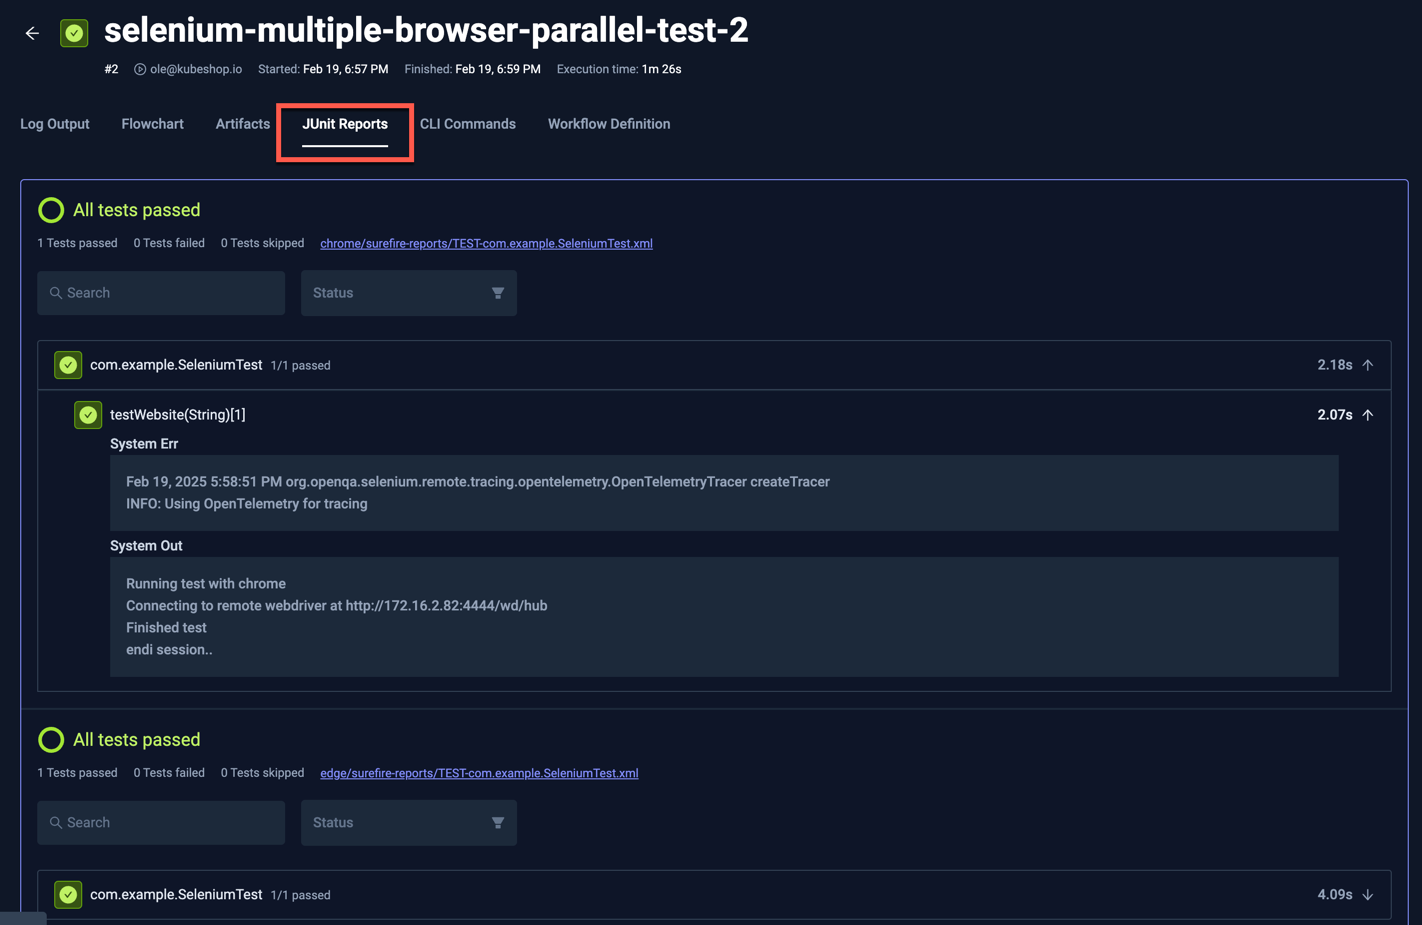 selenium-multiple-browser-parallel-test-2
#2 ole@kubeshop.io Started: Feb 19, 6:57 PM Finished: Feb 19, 6:59 PM Execution time: 1m 26s
Log Output Flowchart Artifacts JUnit Reports CLI Commands Workflow Definition
All tests passed
1 Tests passed 0 Tests failed 0 Tests skipped chrome/surefire-reports/TEST-com.example.SeleniumTest.xml
Search Status
com.example.SeleniumTest 1/1 passed 2.18s
testWebsite(String)[1] 2.07s
System Err
Feb 19, 2025 5:58:51 PM org.openqa.selenium.remote.tracing.opentelemetry.OpenTelemetryTracer createTracer
INFO: Using OpenTelemetry for tracing
System Out
Running test with chrome
Connecting to remote webdriver at http://172.16.2.82:4444/wd/hub
Finished test
endi session..
All tests passed
1 Tests passed 0 Tests failed 0 Tests skipped edge/surefire-reports/TEST-com.example.SeleniumTest.xml
Search Status
com.example.SeleniumTest 1/1 passed 4.09s